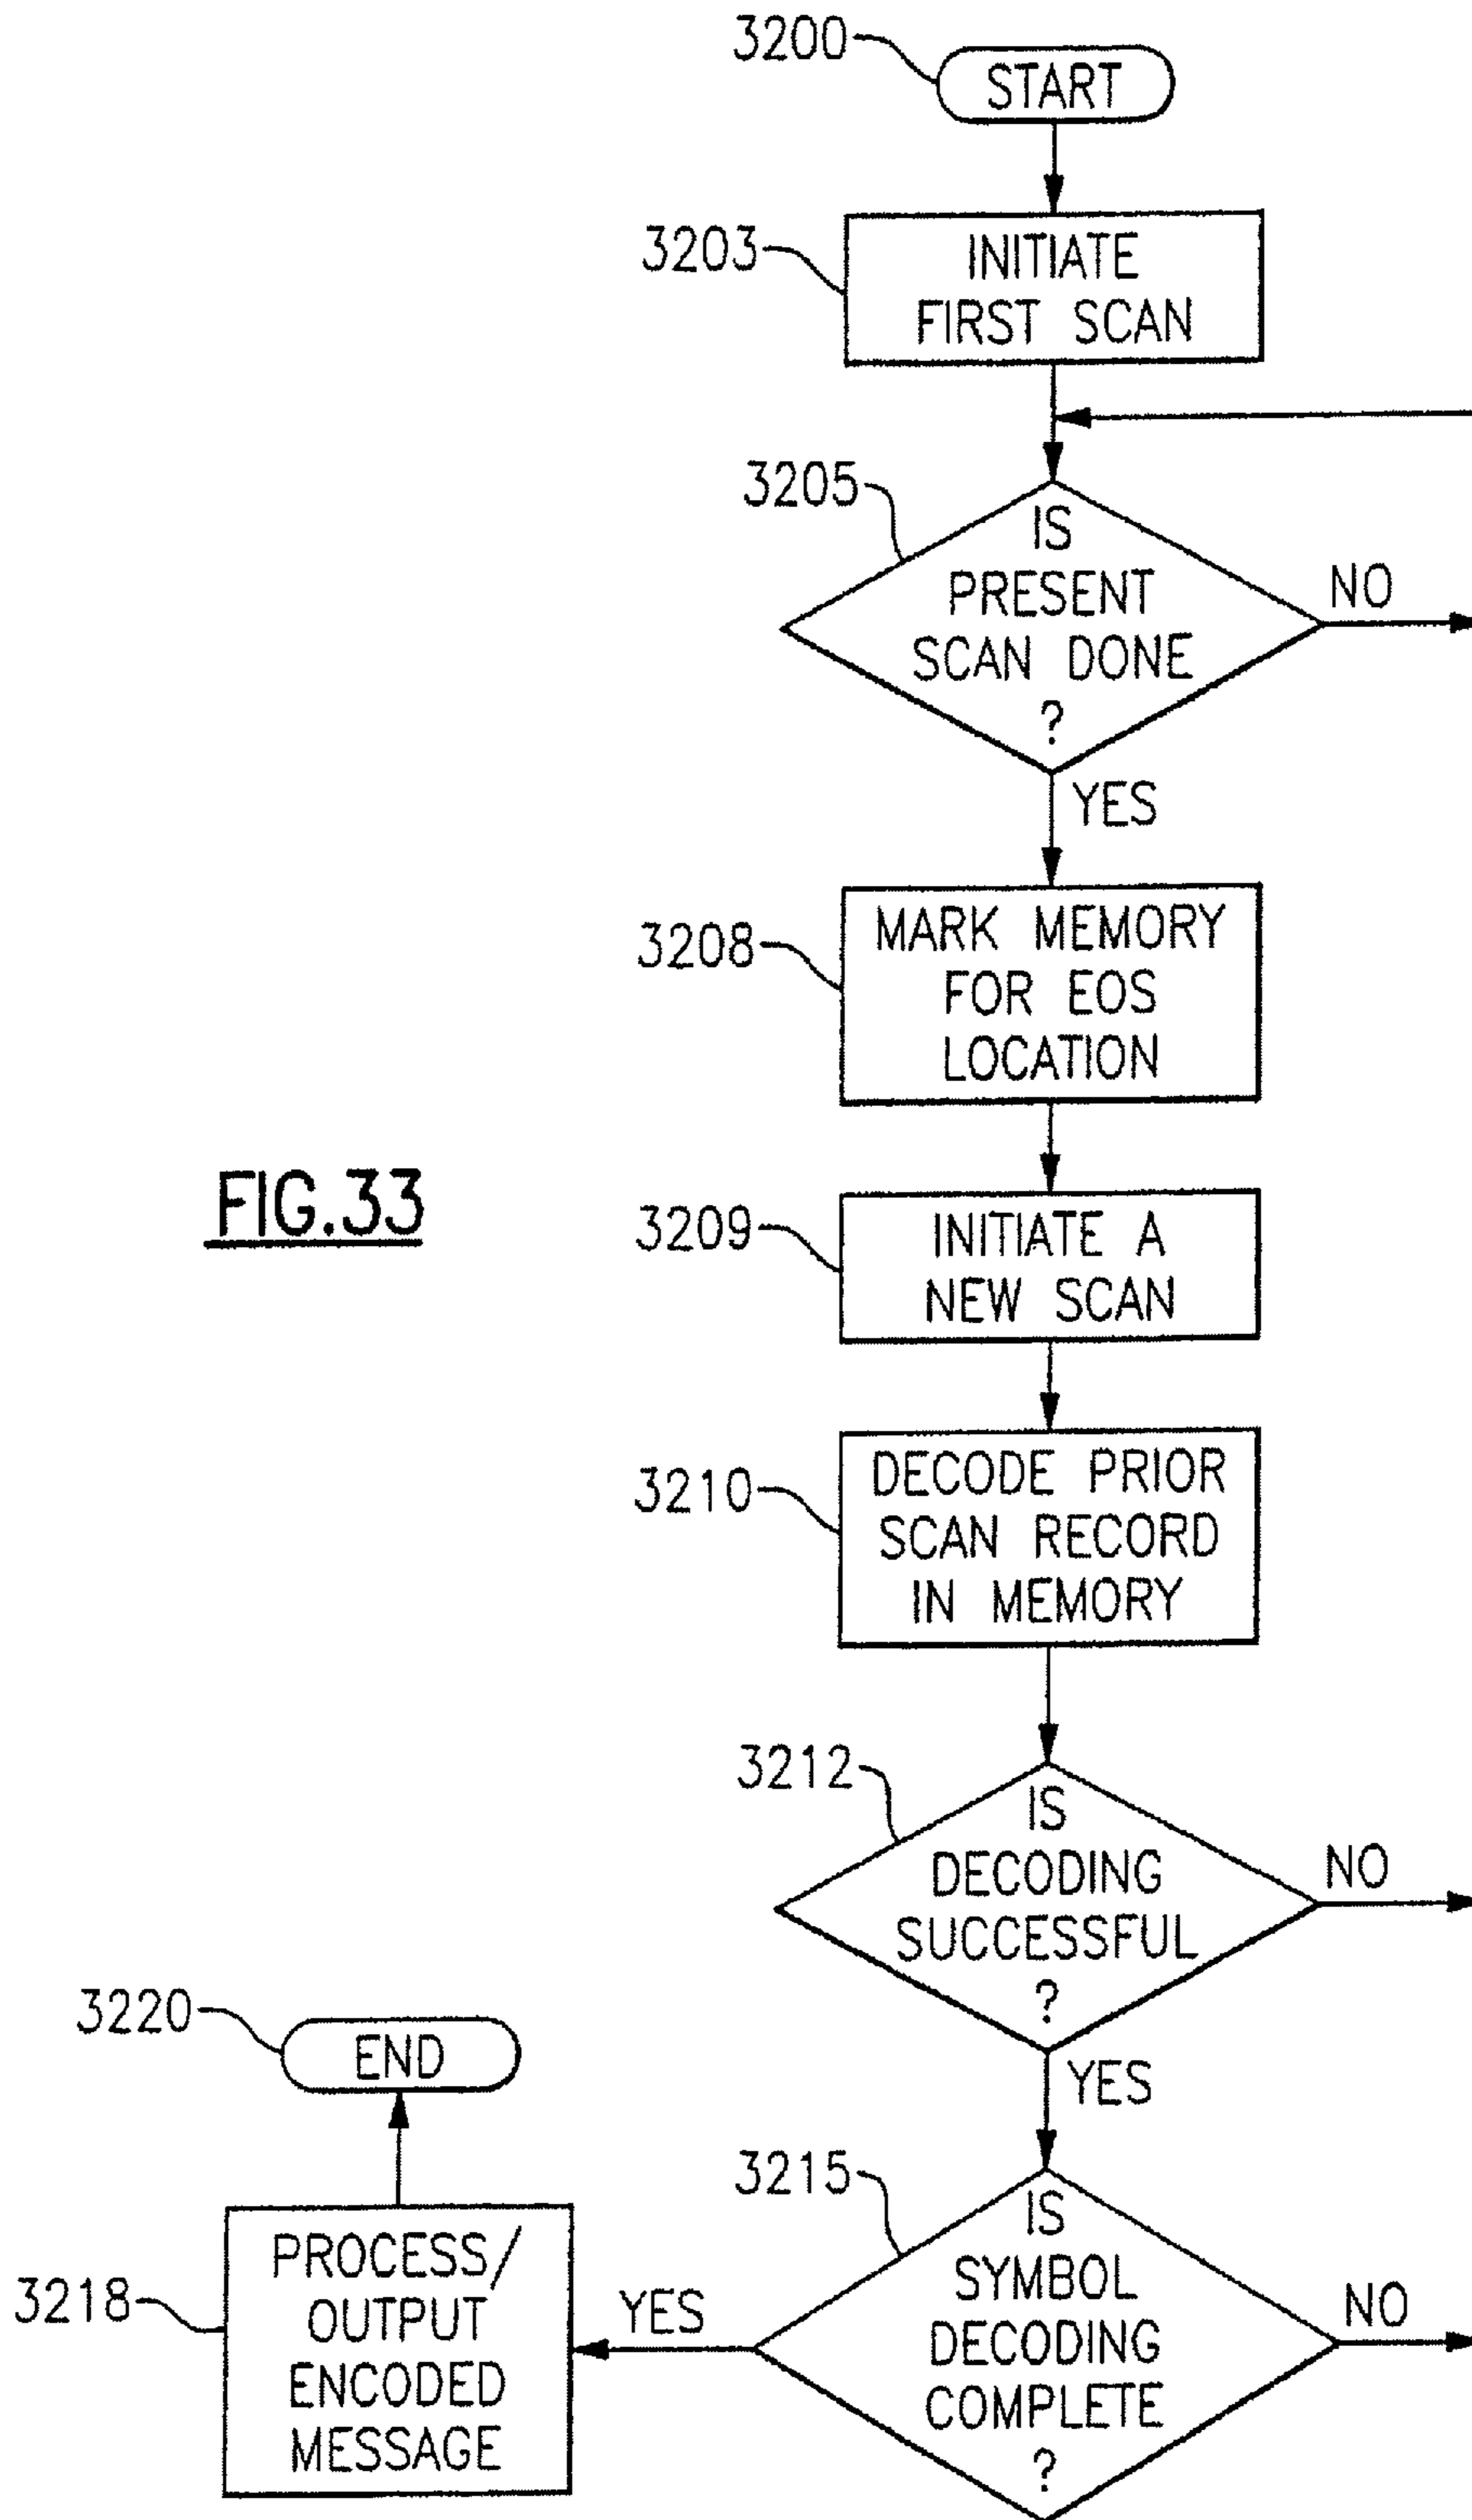 3200
START
3203
INITIATE
FIRST SCAN
3205
IS
PRESENT
SCAN DONE
?
NO
YES
3208
MARK MEMORY
FOR EOS
LOCATION
FIG.33
3209
INITIATE A
NEW SCAN
3210
DECODE PRIOR
SCAN RECORD
IN MEMORY
3212
IS
DECODING
SUCCESSFUL
?
NO
YES
3220
END
3215
IS
SYMBOL
DECODING
COMPLETE
?
NO
YES
3218
PROCESS/
OUTPUT
ENCODED
MESSAGE